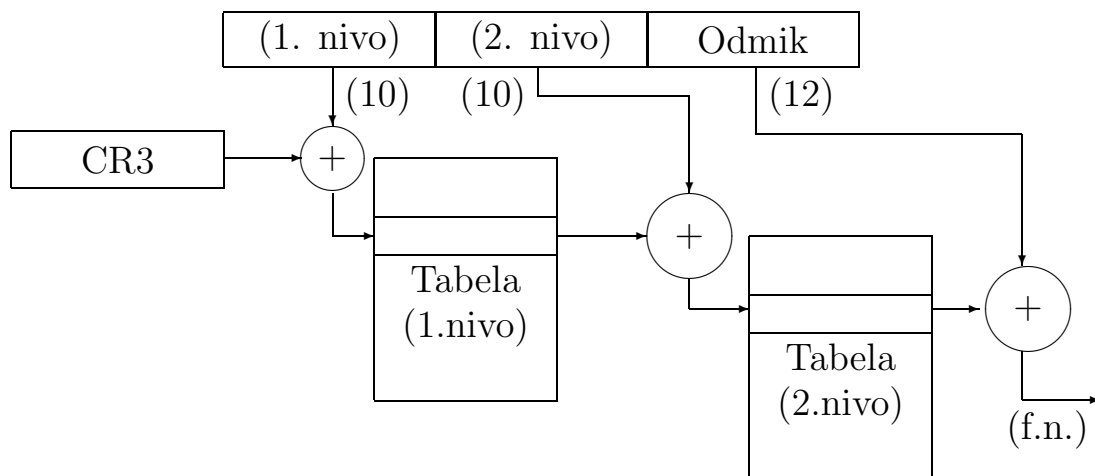 (1. nivo) (2. nivo) Odmik
(10) (10) (12)
CR3 +
+
Tabela
(1.nivo)
+
Tabela
(2.nivo)
(f.n.)